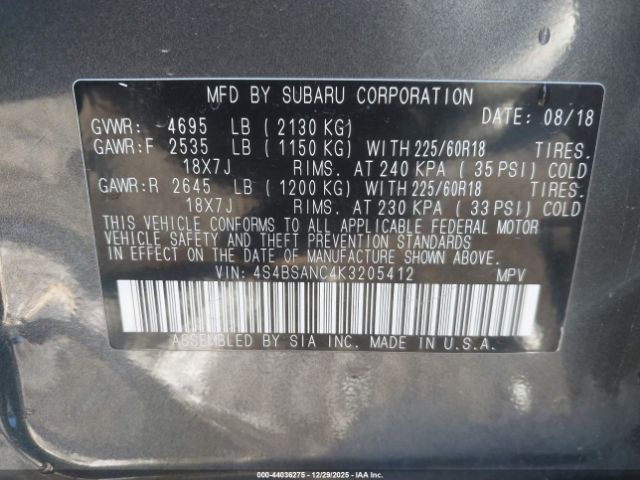 MFD BY SUBARU CORPORATION
DATE: 08/18
GVWR: 4695 LB ( 2130 KG)
GAWR:F 2535 LB ( 1150 KG) WITH 225/60R18 TIRES.
18X7J RIMS. AT 240 KPA ( 35 PSI) COLD
GAWR:R 2645 LB ( 1200 KG) WITH 225/60R18 TIRES.
18X7J RIMS. AT 230 KPA ( 33 PSI) COLD
THIS VEHICLE CONFORMS TO ALL APPLICABLE FEDERAL MOTOR
VEHICLE SAFETY AND THEFT PREVENTION STANDARDS
IN EFFECT ON THE DATE OF MANUFACTURE SHOWN ABOVE.
VIN: 4S4BSANC4K3205412 MPV
ASSEMBLED BY SIA INC. MADE IN U.S.A.
000-44036275 - 12/29/2025 - IAA Inc.